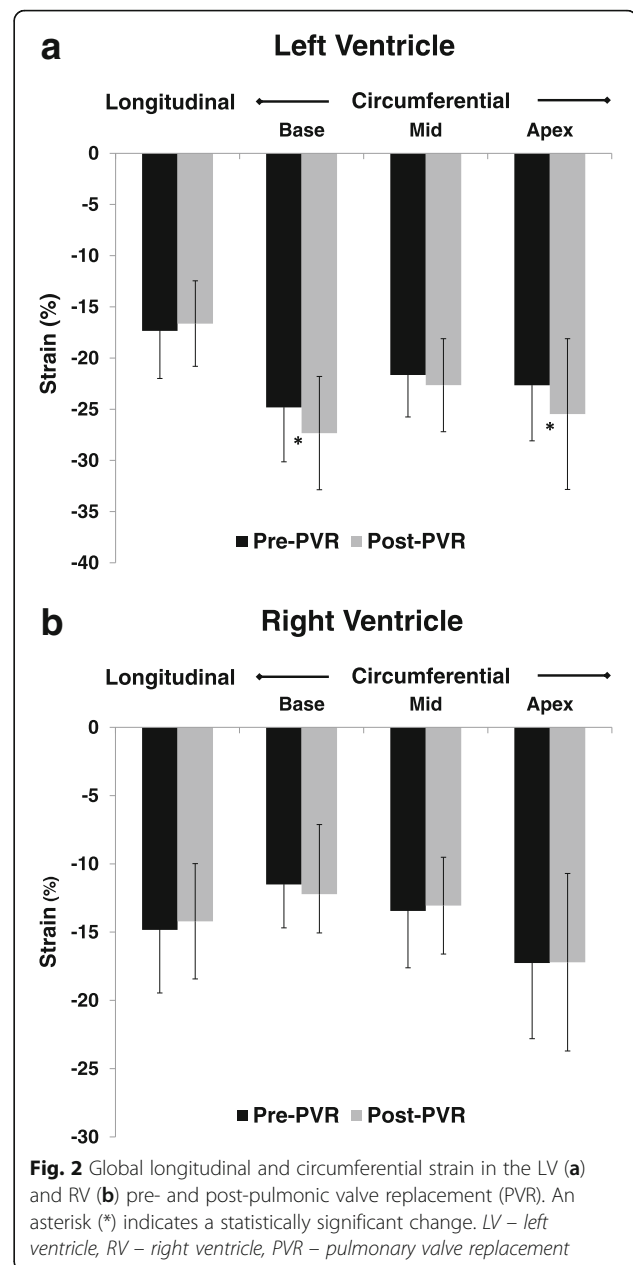 a
Left Ventricle
Longitudinal
Circumferential
Base
Mid
Apex
0
-5
-10
-15
-20
-25
-30
-35
-40
Strain (%)
*
*
Pre-PVR
Post-PVR
b
Right Ventricle
Longitudinal
Circumferential
Base
Mid
Apex
0
-5
-10
-15
-20
-25
-30
Strain (%)
Pre-PVR
Post-PVR
Fig. 2 Global longitudinal and circumferential strain in the LV (a)
and RV (b) pre- and post-pulmonic valve replacement (PVR). An
asterisk (*) indicates a statistically significant change. LV – left
ventricle, RV – right ventricle, PVR – pulmonary valve replacement